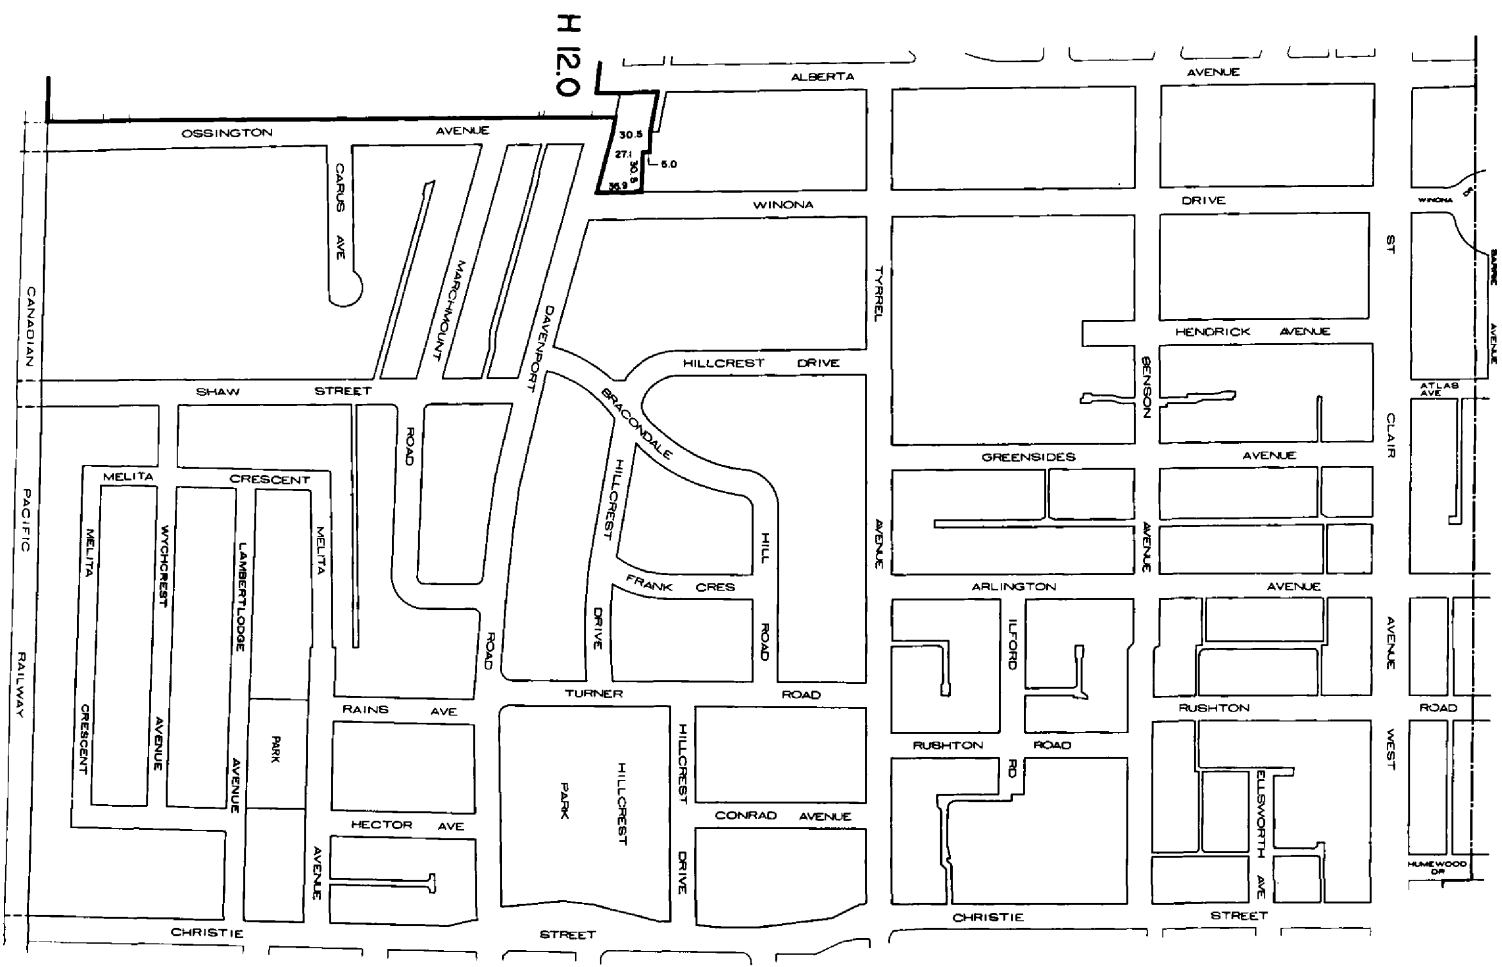 H 12.0
ALBERTA AVENUE
OSSINGTON AVENUE
30.5
27.1
30.5
5.0
36.9
CARUS AVE
WINONA DRIVE
WINONA
DR
ST CLAIR AVENUE WEST
BARRIE AVENUE
CANADIAN PACIFIC RAILWAY
MARCHMOUNT ROAD
DAVENPORT ROAD
TYRREL AVENUE
HENDRICK AVENUE
HILLCREST DRIVE
SHAW STREET
BENSON AVENUE
ATLAS
AVE
BRACONDALE HILL ROAD
GREENSIDES AVENUE
MELITA CRESCENT
HILLCREST DRIVE
MELITA CRESCENT
WYCHCREST AVENUE
LAMBERTLODGE AVENUE
MELITA AVENUE
FRANK CRES
ARLINGTON AVENUE
ILFORD RD
TURNER ROAD
RAINS AVE
RUSHTON ROAD
RUSHTON ROAD
PARK
HILLCREST
PARK
HILLCREST DRIVE
ELLSWORTH AVE
HECTOR AVE
CONRAD AVENUE
HUMEWOOD
DR
CHRISTIE STREET
CHRISTIE STREET